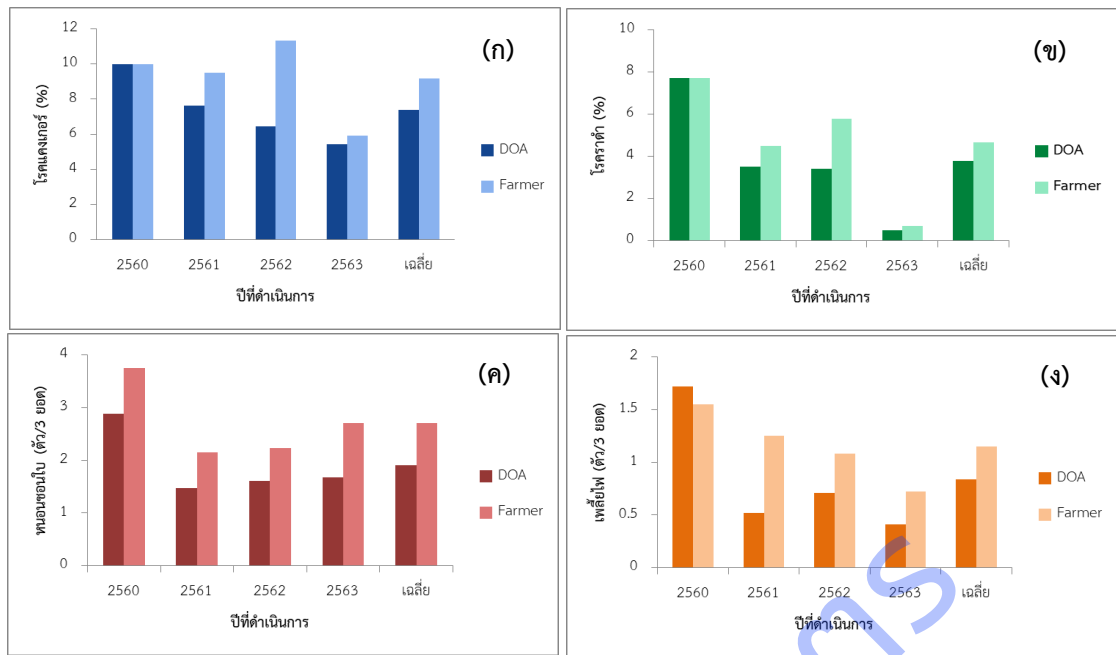 (ก)
โรคแคงเกอร์ (%)
12
10
8
6
4
2
0
2560 2561 2562 2563 เฉลี่ย
ปีที่ดำเนินการ
DOA
Farmer
(ข)
โรคราดำ (%)
8
6
4
2
0
2560 2561 2562 2563 เฉลี่ย
ปีที่ดำเนินการ
DOA
Farmer
(ค)
หนอนชอนใบ (ตัว/3 ยอด)
4
3
2
1
0
2560 2561 2562 2563 เฉลี่ย
ปีที่ดำเนินการ
DOA
Farmer
(ง)
เพลี้ยไฟ (ตัว/3 ยอด)
2
1.5
1
0.5
0
2560 2561 2562 2563 เฉลี่ย
ปีที่ดำเนินการ
DOA
Farmer